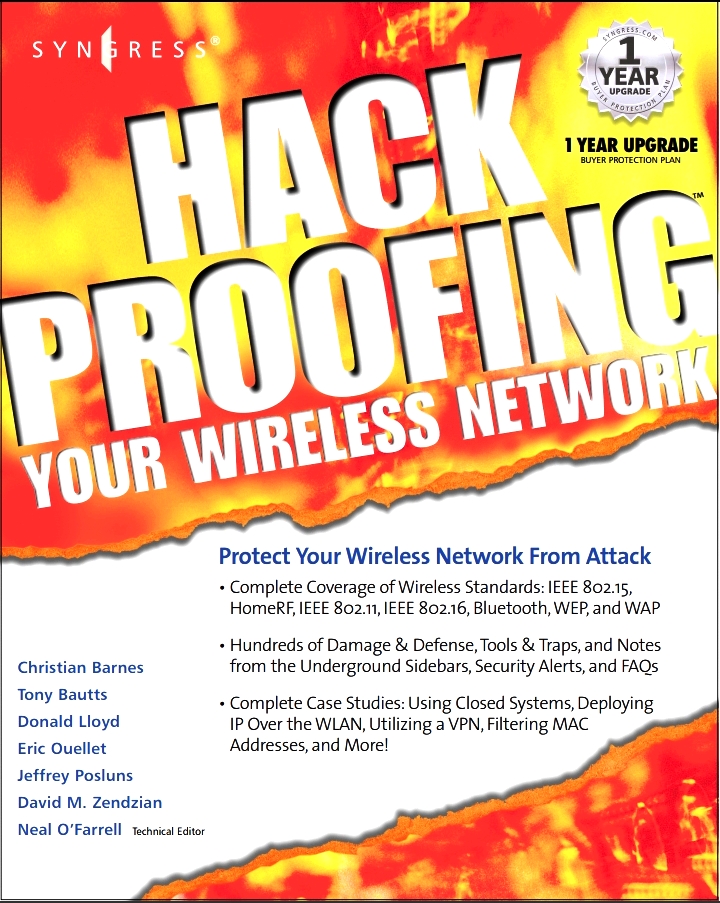 SYNGRESS®
SYNGRESS.COM
1
YEAR
UPGRADE
BUYER PROTECTION PLAN
1 YEAR UPGRADE
BUYER PROTECTION PLAN
HACK
PROOFING™
YOUR WIRELESS NETWORK
Protect Your Wireless Network From Attack
• Complete Coverage of Wireless Standards: IEEE 802.15,
HomeRF, IEEE 802.11, IEEE 802.16, Bluetooth, WEP, and WAP
• Hundreds of Damage & Defense, Tools & Traps, and Notes
from the Underground Sidebars, Security Alerts, and FAQs
• Complete Case Studies: Using Closed Systems, Deploying
IP Over the WLAN, Utilizing a VPN, Filtering MAC
Addresses, and More!
Christian Barnes
Tony Bautts
Donald Lloyd
Eric Ouellet
Jeffrey Posluns
David M. Zendzian
Neal O'Farrell Technical Editor